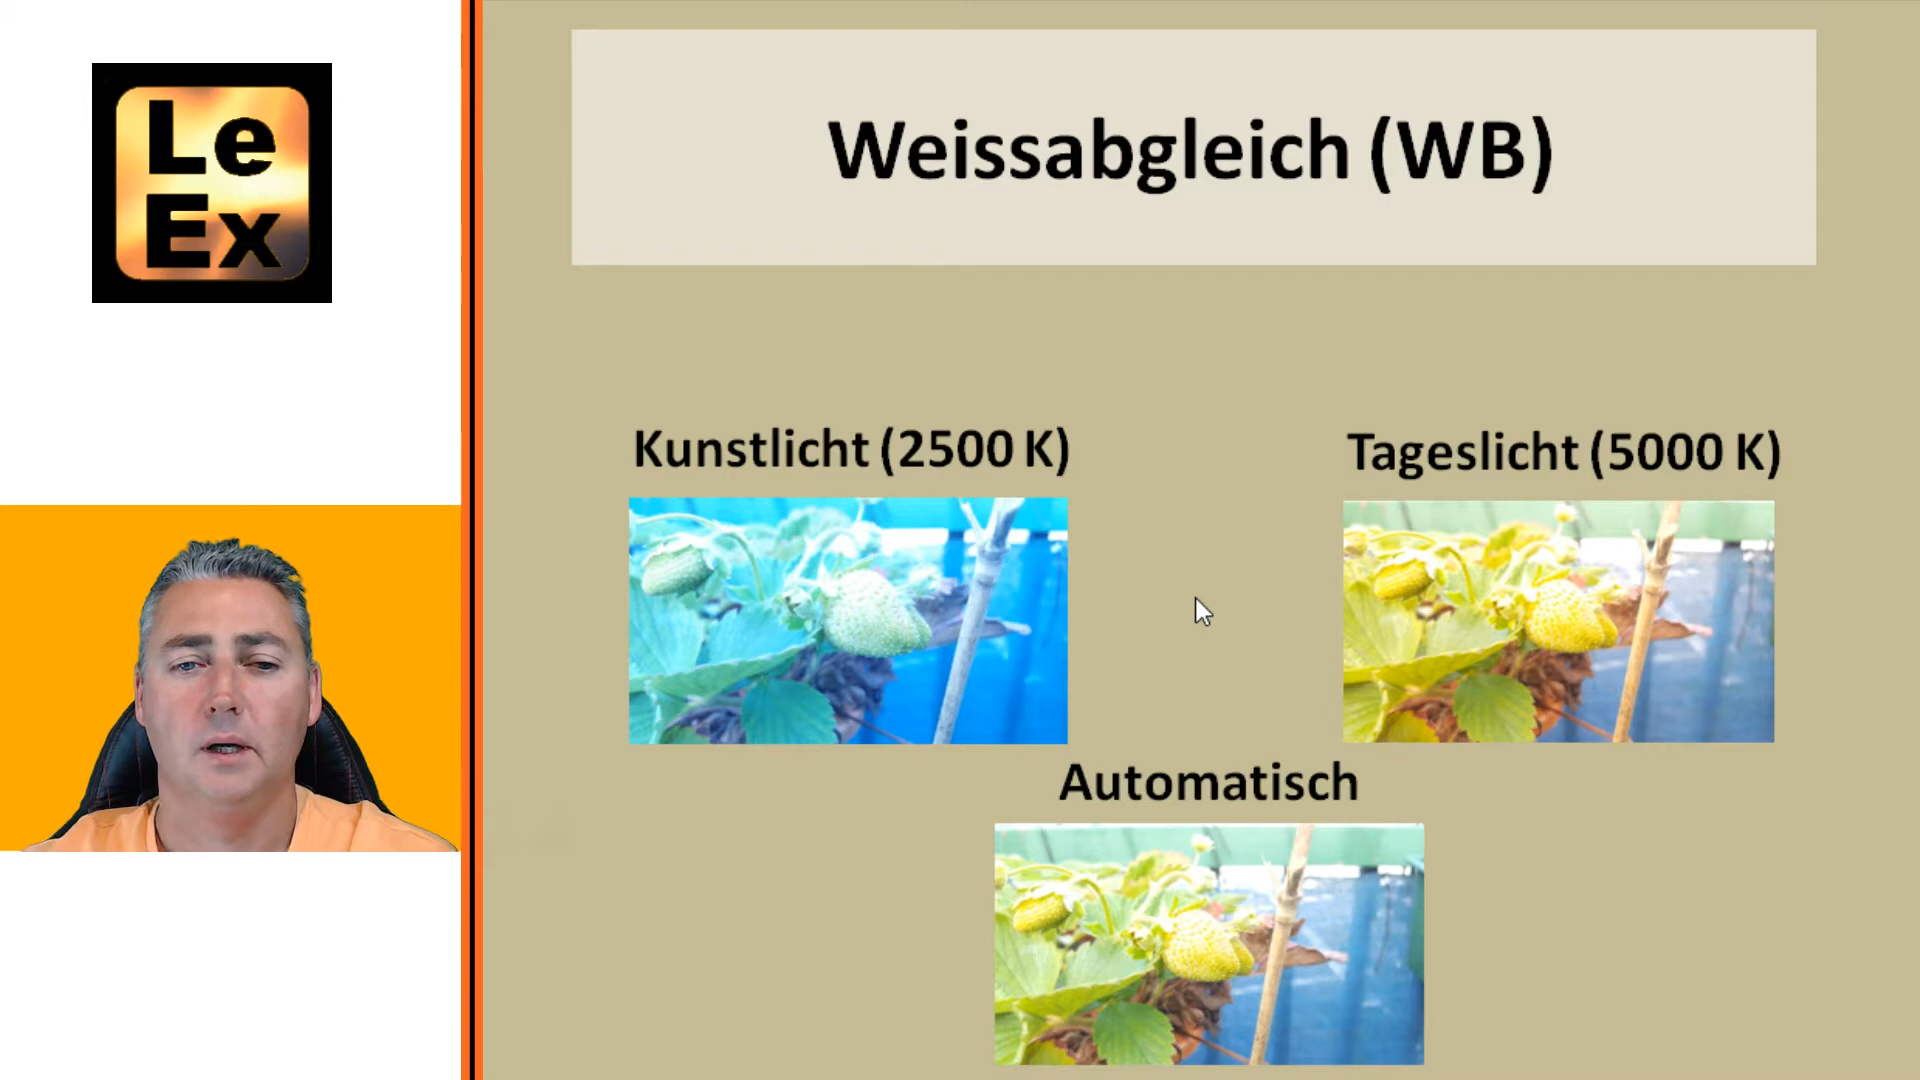 Le
Ex
Weissabgleich (WB)
Kunstlicht (2500 K)
Tageslicht (5000 K)
Automatisch